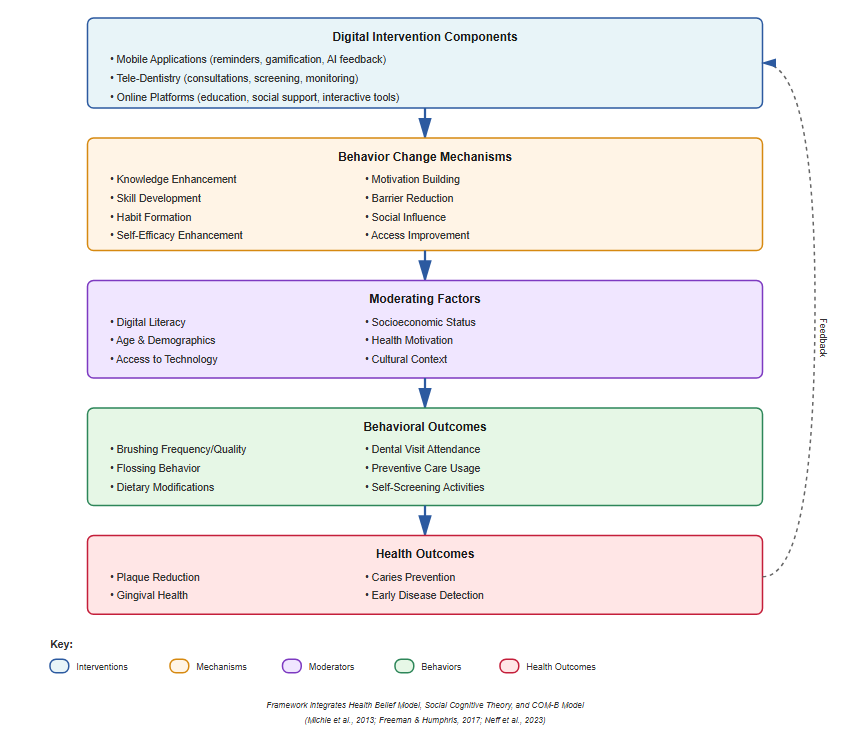 Digital Intervention Components
• Mobile Applications (reminders, gamification, AI feedback)
• Tele-Dentistry (consultations, screening, monitoring)
• Online Platforms (education, social support, interactive tools)
Behavior Change Mechanisms
• Knowledge Enhancement
• Skill Development
• Habit Formation
• Self-Efficacy Enhancement
• Motivation Building
• Barrier Reduction
• Social Influence
• Access Improvement
Moderating Factors
• Digital Literacy
• Age & Demographics
• Access to Technology
• Socioeconomic Status
• Health Motivation
• Cultural Context
Behavioral Outcomes
• Brushing Frequency/Quality
• Flossing Behavior
• Dietary Modifications
• Dental Visit Attendance
• Preventive Care Usage
• Self-Screening Activities
Health Outcomes
• Plaque Reduction
• Gingival Health
• Caries Prevention
• Early Disease Detection
Feedback
Key:
Interventions
Mechanisms
Moderators
Behaviors
Health Outcomes
Framework integrates Health Belief Model, Social Cognitive Theory, and COM-B Model
(Michie et al., 2013; Freeman & Humphris, 2017; Neff et al., 2023)